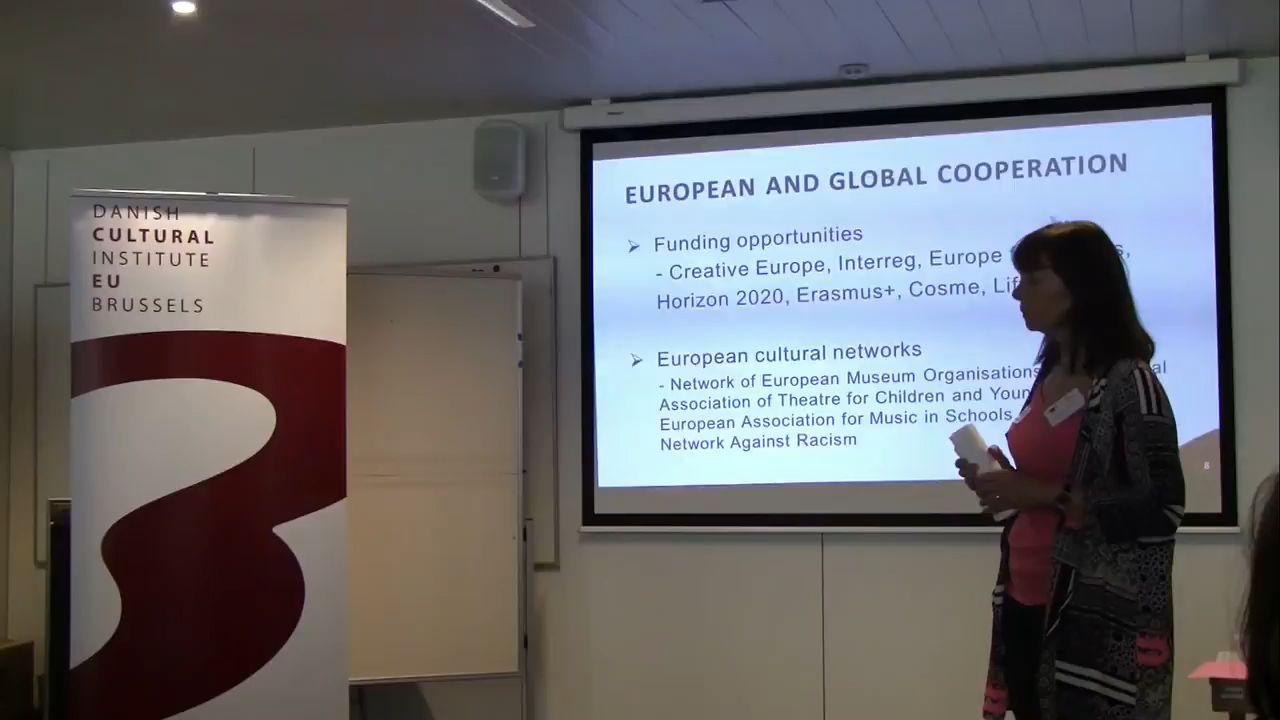 DANISH
CULTURAL
INSTITUTE
EU
BRUSSELS
EUROPEAN AND GLOBAL COOPERATION
Funding opportunities
- Creative Europe, Interreg, Europe
Horizon 2020, Erasmus+, Cosme,
European cultural networks
- Network of European Museum Organisations
Association of Theatre for Children and
European Association for Music in Schools
Network Against Racism
8